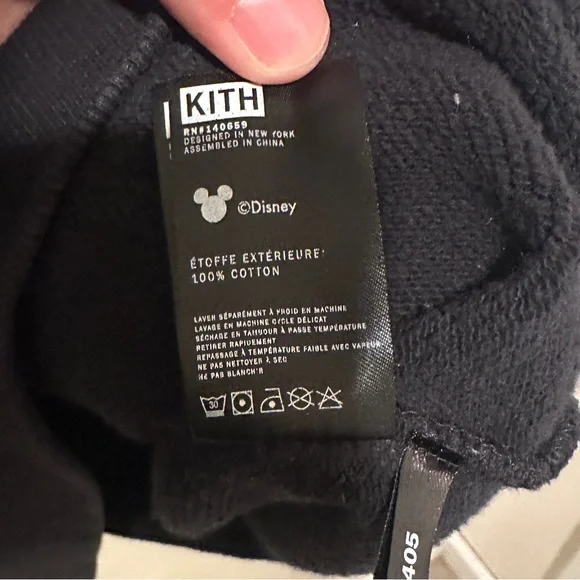 KITH
RN#140659
DESIGNED IN NEW YORK
ASSEMBLED IN CHINA
©Disney
ÉTOFFE EXTÉRIEURE:
100% COTTON
LAVER SÉPARÉMENT À FROID EN MACHINE
LAVAGE EN MACHINE CYCLE DÉLICAT
SÉCHAGE EN TAMBOUR À PASSE TEMPÉRATURE
RETIRER RAPIDEMENT
REPASSAGE À TEMPÉRATURE FAIBLE AVEC VAPEUR
NE PAS NETTOYER À SEC
NE PAS BLANCHIR
30
405